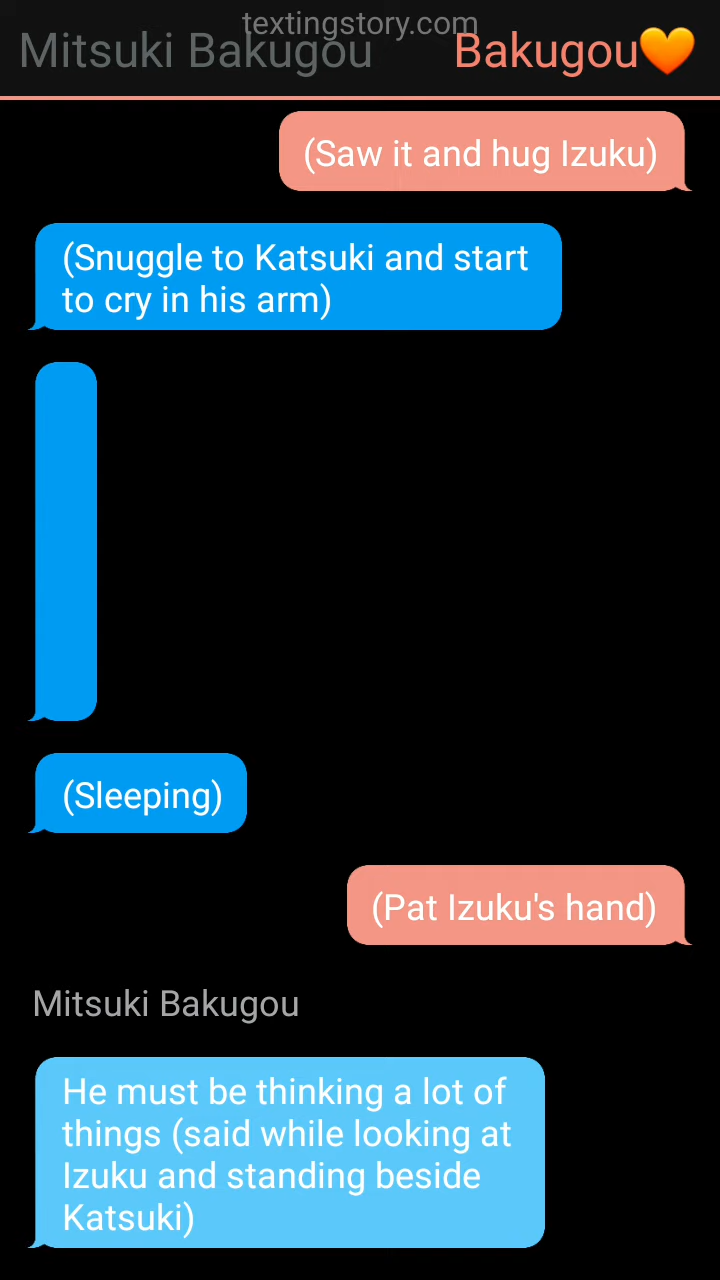 textingstory.com
Mitsuki Bakugou Bakugou🧡
(Saw it and hug Izuku)
(Snuggle to Katsuki and start
to cry in his arm)
(Sleeping)
(Pat Izuku's hand)
Mitsuki Bakugou
He must be thinking a lot of
things (said while looking at
Izuku and standing beside
Katsuki)